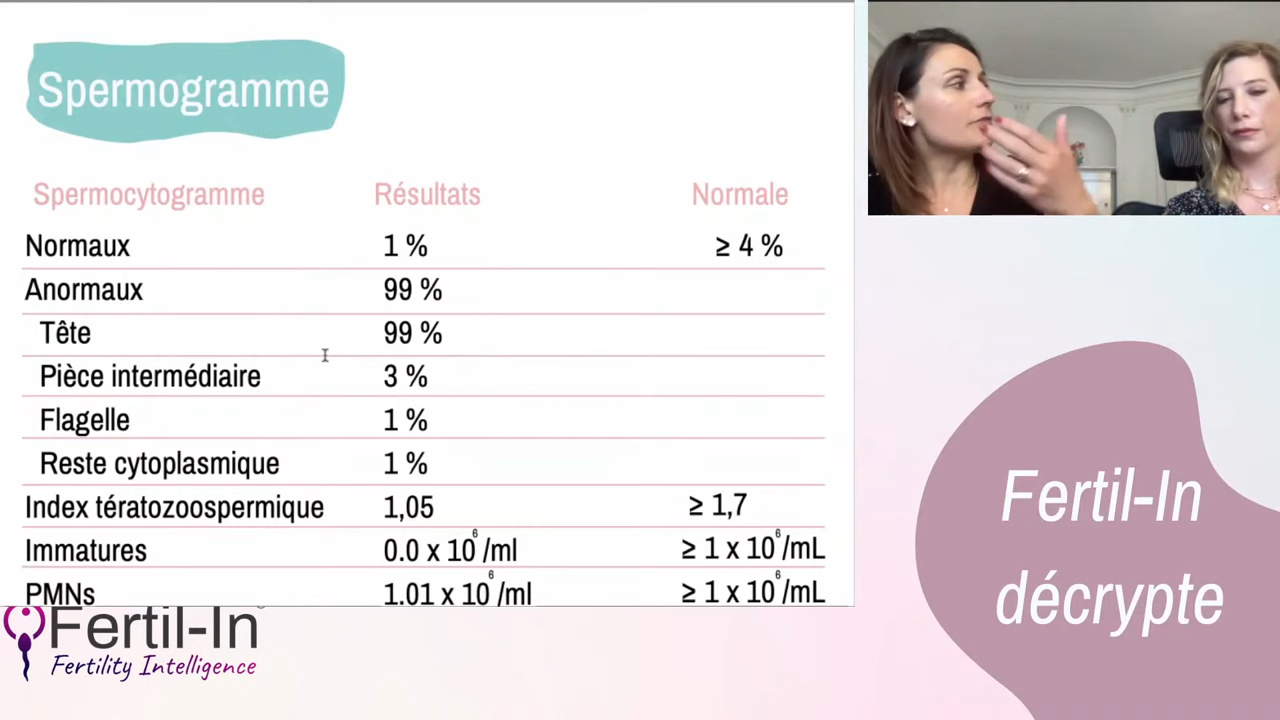 Spermogramme
Spermocytogramme Résultats Normale
Normaux 1 % ≥ 4 %
Anormaux 99 %
Tête 99 %
Pièce intermédiaire 3 %
Flagelle 1 %
Reste cytoplasmique 1 %
Index tératozoospermique 1,05 ≥ 1,7
Immatures 0.0 x 10⁶/ml ≥ 1 x 10⁶/mL
PMNs 1.01 x 10⁶/ml ≥ 1 x 10⁶/mL
Fertil-In
Fertility Intelligence
Fertil-In
décrypte